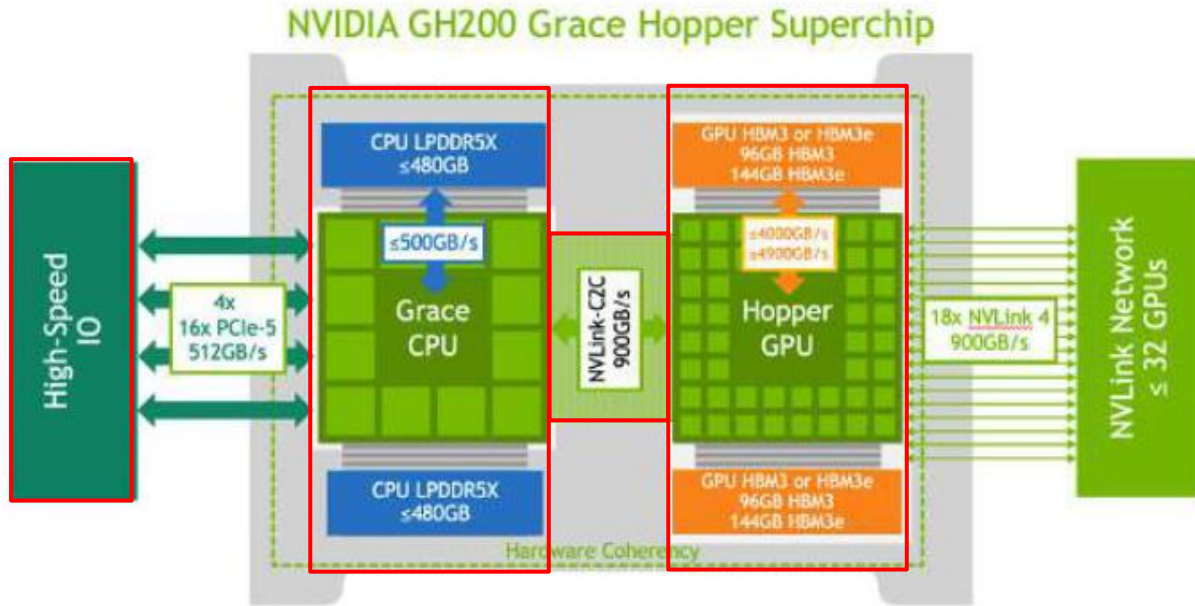 NVIDIA GH200 Grace Hopper Superchip
High-Speed
IO
4x
16x PCIe-5
512GB/s
CPU LPDDR5X
≤480GB
≤500GB/s
Grace
CPU
CPU LPDDR5X
≤480GB
NVLink-C2C
900GB/s
GPU HBM3 or HBM3e
96GB HBM3
144GB HBM3e
≤4000GB/s
≤4900GB/s
Hopper
GPU
GPU HBM3 or HBM3e
96GB HBM3
144GB HBM3e
18x NVLink 4
900GB/s
NVLink Network
≤ 32 GPUs
Hardware Coherency